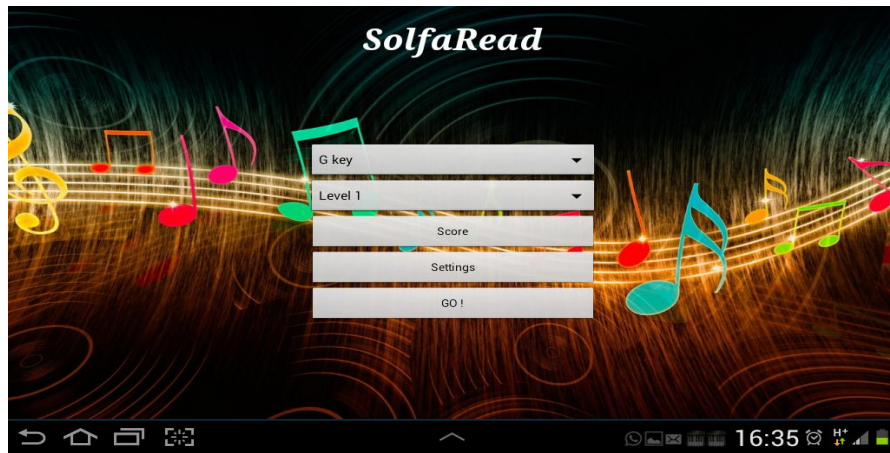 SolfaRead
G key
Level 1
Score
Settings
GO !
16:35 H+